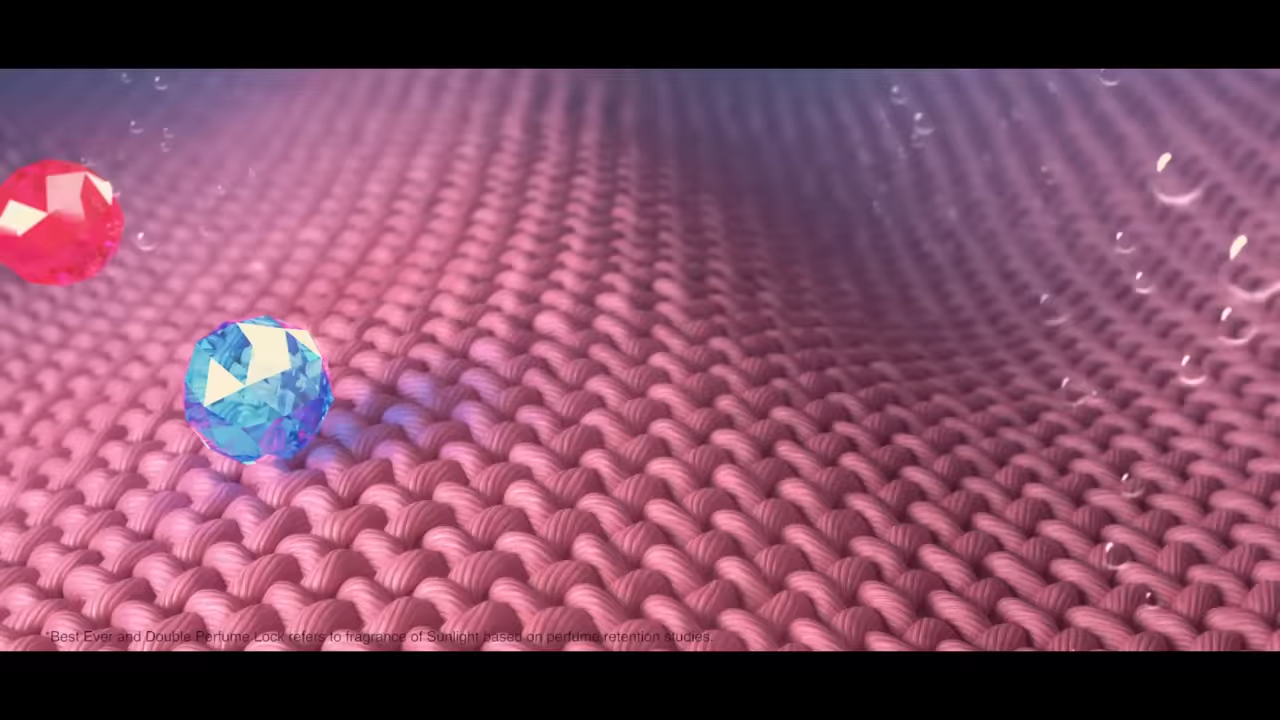 *Best Ever and Double Perfume Lock refers to fragrance of Sunlight based on perfume retention studies.